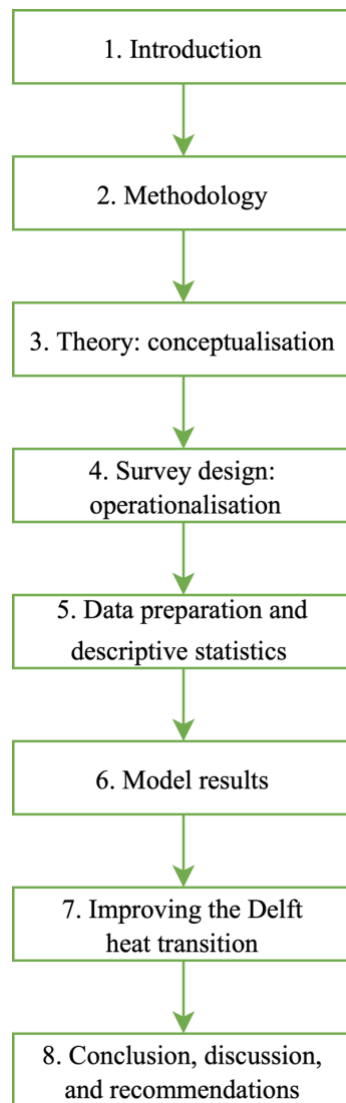 1. Introduction
2. Methodology
3. Theory: conceptualisation
4. Survey design:
operationalisation
5. Data preparation and
descriptive statistics
6. Model results
7. Improving the Delft
heat transition
8. Conclusion, discussion,
and recommendations